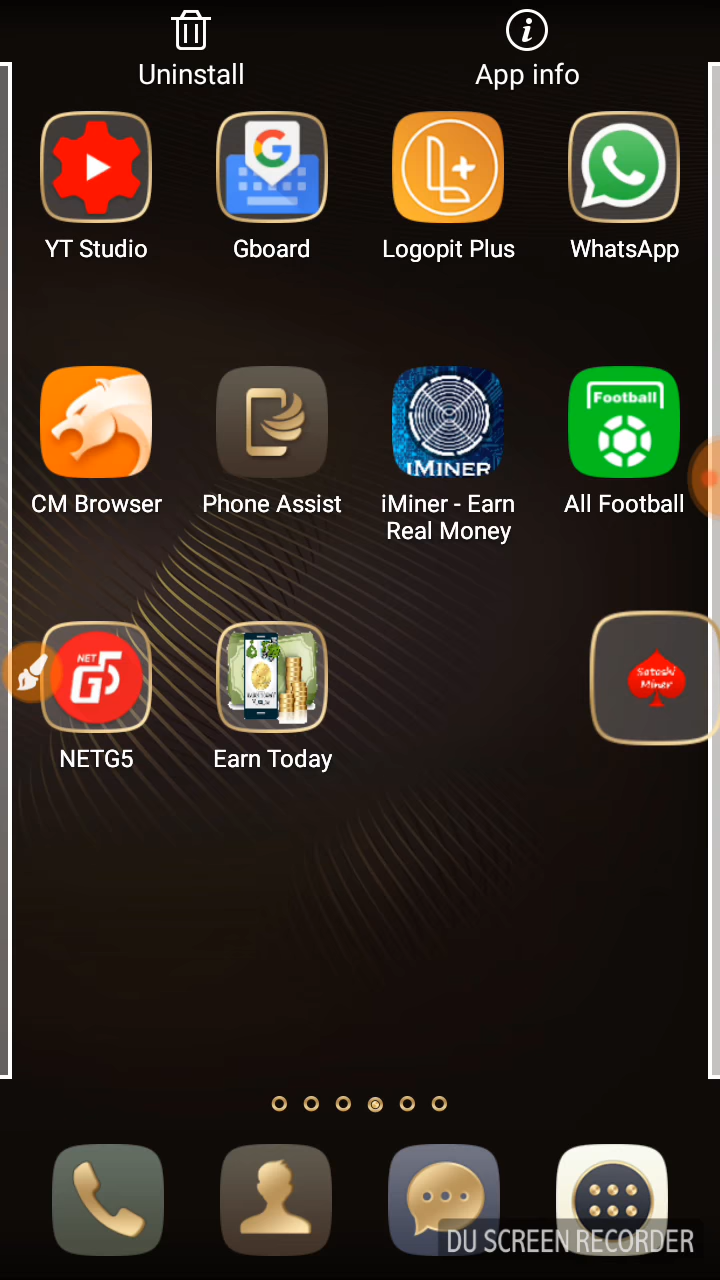 Uninstall
App info
YT Studio
Gboard
Logopit Plus
WhatsApp
iMINER
Football
CM Browser
Phone Assist
iMiner - Earn
Real Money
All Football
NET
G5
Satoshi
Miner
NETG5
Earn Today
DU SCREEN RECORDER